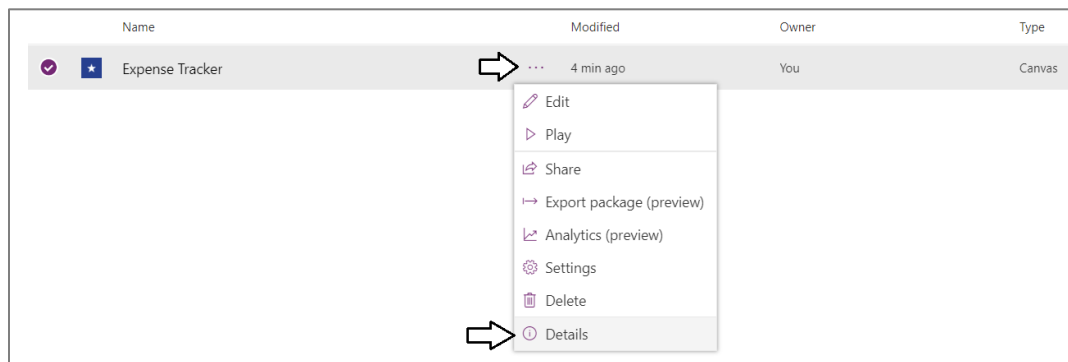 Name Modified Owner Type
Expense Tracker ... 4 min ago You Canvas
Edit
Play
Share
Export package (preview)
Analytics (preview)
Settings
Delete
Details